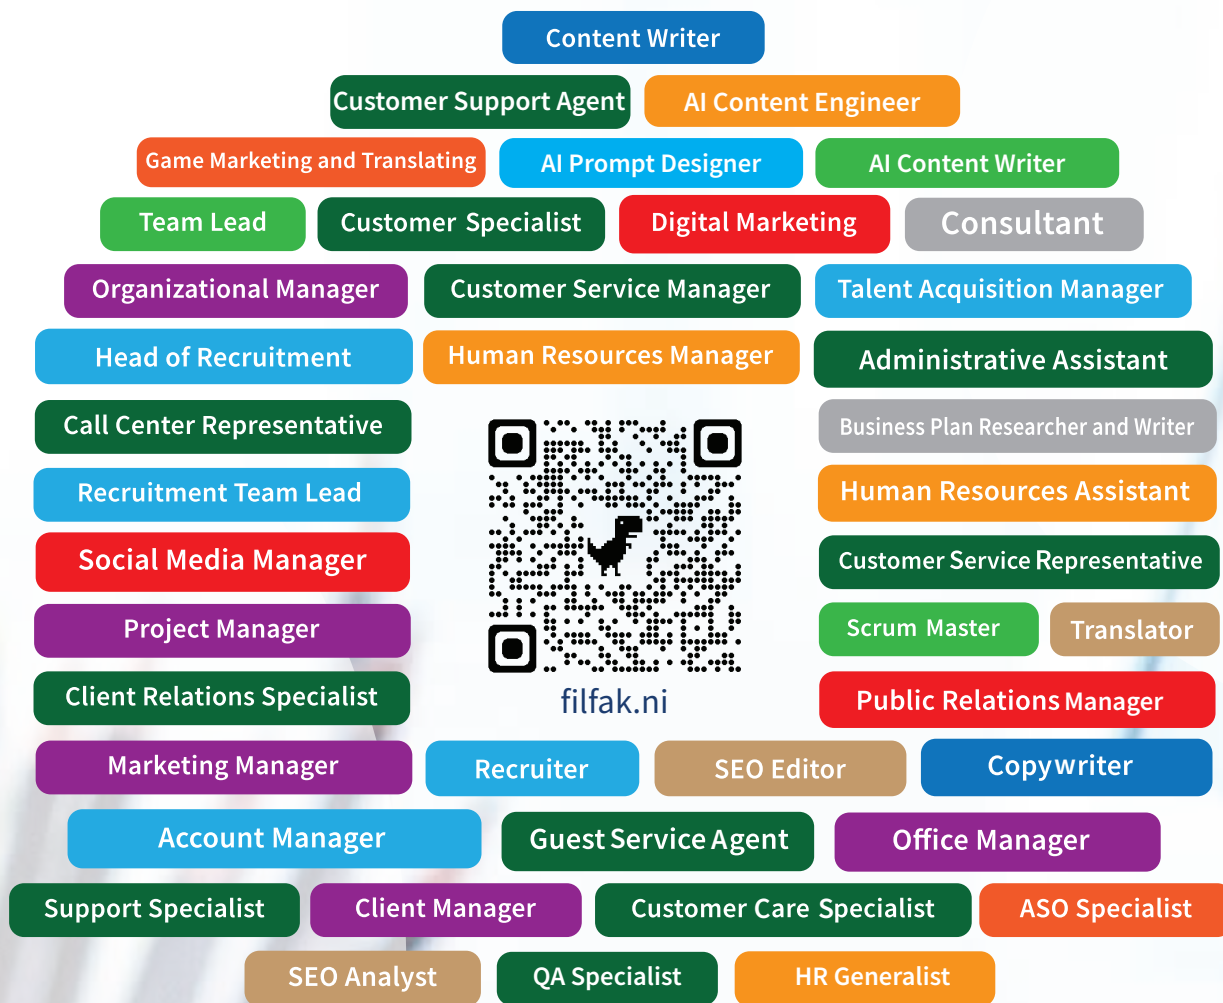 Content Writer
Customer Support Agent
AI Content Engineer
Game Marketing and Translating
AI Prompt Designer
AI Content Writer
Team Lead
Customer Specialist
Digital Marketing
Consultant
Organizational Manager
Customer Service Manager
Talent Acquisition Manager
Head of Recruitment
Human Resources Manager
Administrative Assistant
Call Center Representative
Business Plan Researcher and Writer
Recruitment Team Lead
Human Resources Assistant
Social Media Manager
Customer Service Representative
Project Manager
Scrum Master
Translator
Client Relations Specialist
filfak.ni
Public Relations Manager
Marketing Manager
Recruiter
SEO Editor
Copywriter
Account Manager
Guest Service Agent
Office Manager
Support Specialist
Client Manager
Customer Care Specialist
ASO Specialist
SEO Analyst
QA Specialist
HR Generalist